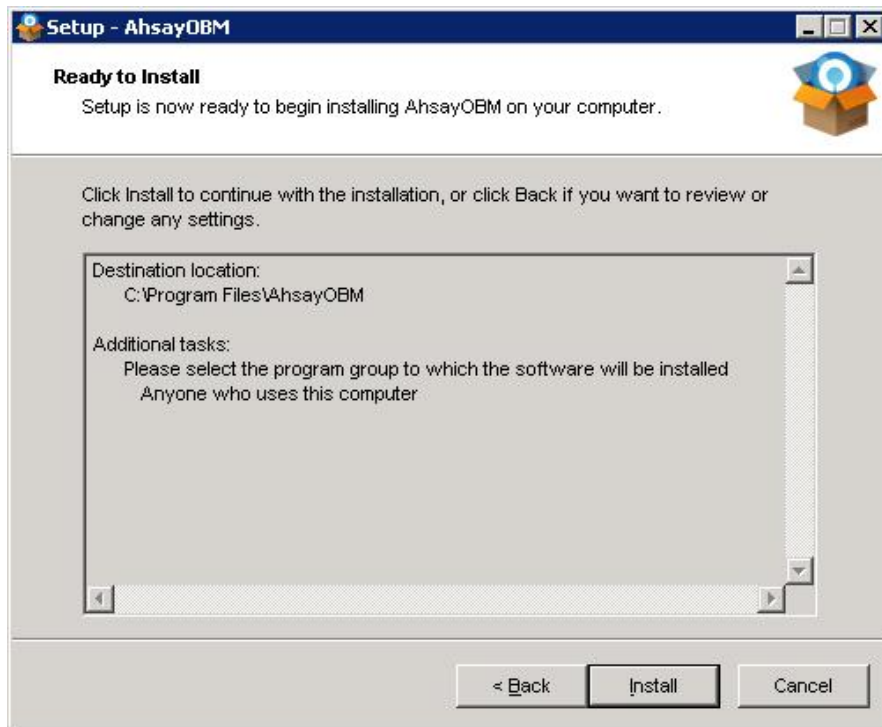 Setup - AhsayOBM
Ready to Install
Setup is now ready to begin installing AhsayOBM on your computer.
Click Install to continue with the installation, or click Back if you want to review or
change any settings.
Destination location:
C:\Program Files\AhsayOBM
Additional tasks:
Please select the program group to which the software will be installed
Anyone who uses this computer
< Back
Install
Cancel